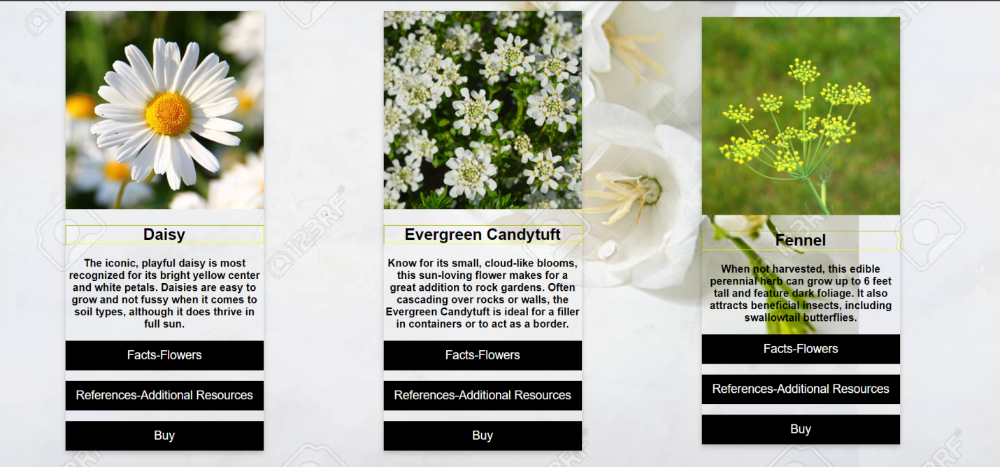 Daisy
The iconic, playful daisy is most
recognized for its bright yellow center
and white petals. Daisies are easy to
grow and not fussy when it comes to
soil types, although it does thrive in
full sun.
Facts-Flowers
References-Additional Resources
Buy
Evergreen Candytuft
Know for its small, cloud-like blooms,
this sun-loving flower makes for a
great addition to rock gardens. Often
cascading over rocks or walls, the
Evergreen Candytuft is ideal for a filler
in containers or to act as a border.
Facts-Flowers
References-Additional Resources
Buy
Fennel
When not harvested, this edible
perennial herb can grow up to 6 feet
tall and feature dark foliage. It also
attracts beneficial insects, including
swallowtail butterflies.
Facts-Flowers
References-Additional Resources
Buy
123RF
123RF